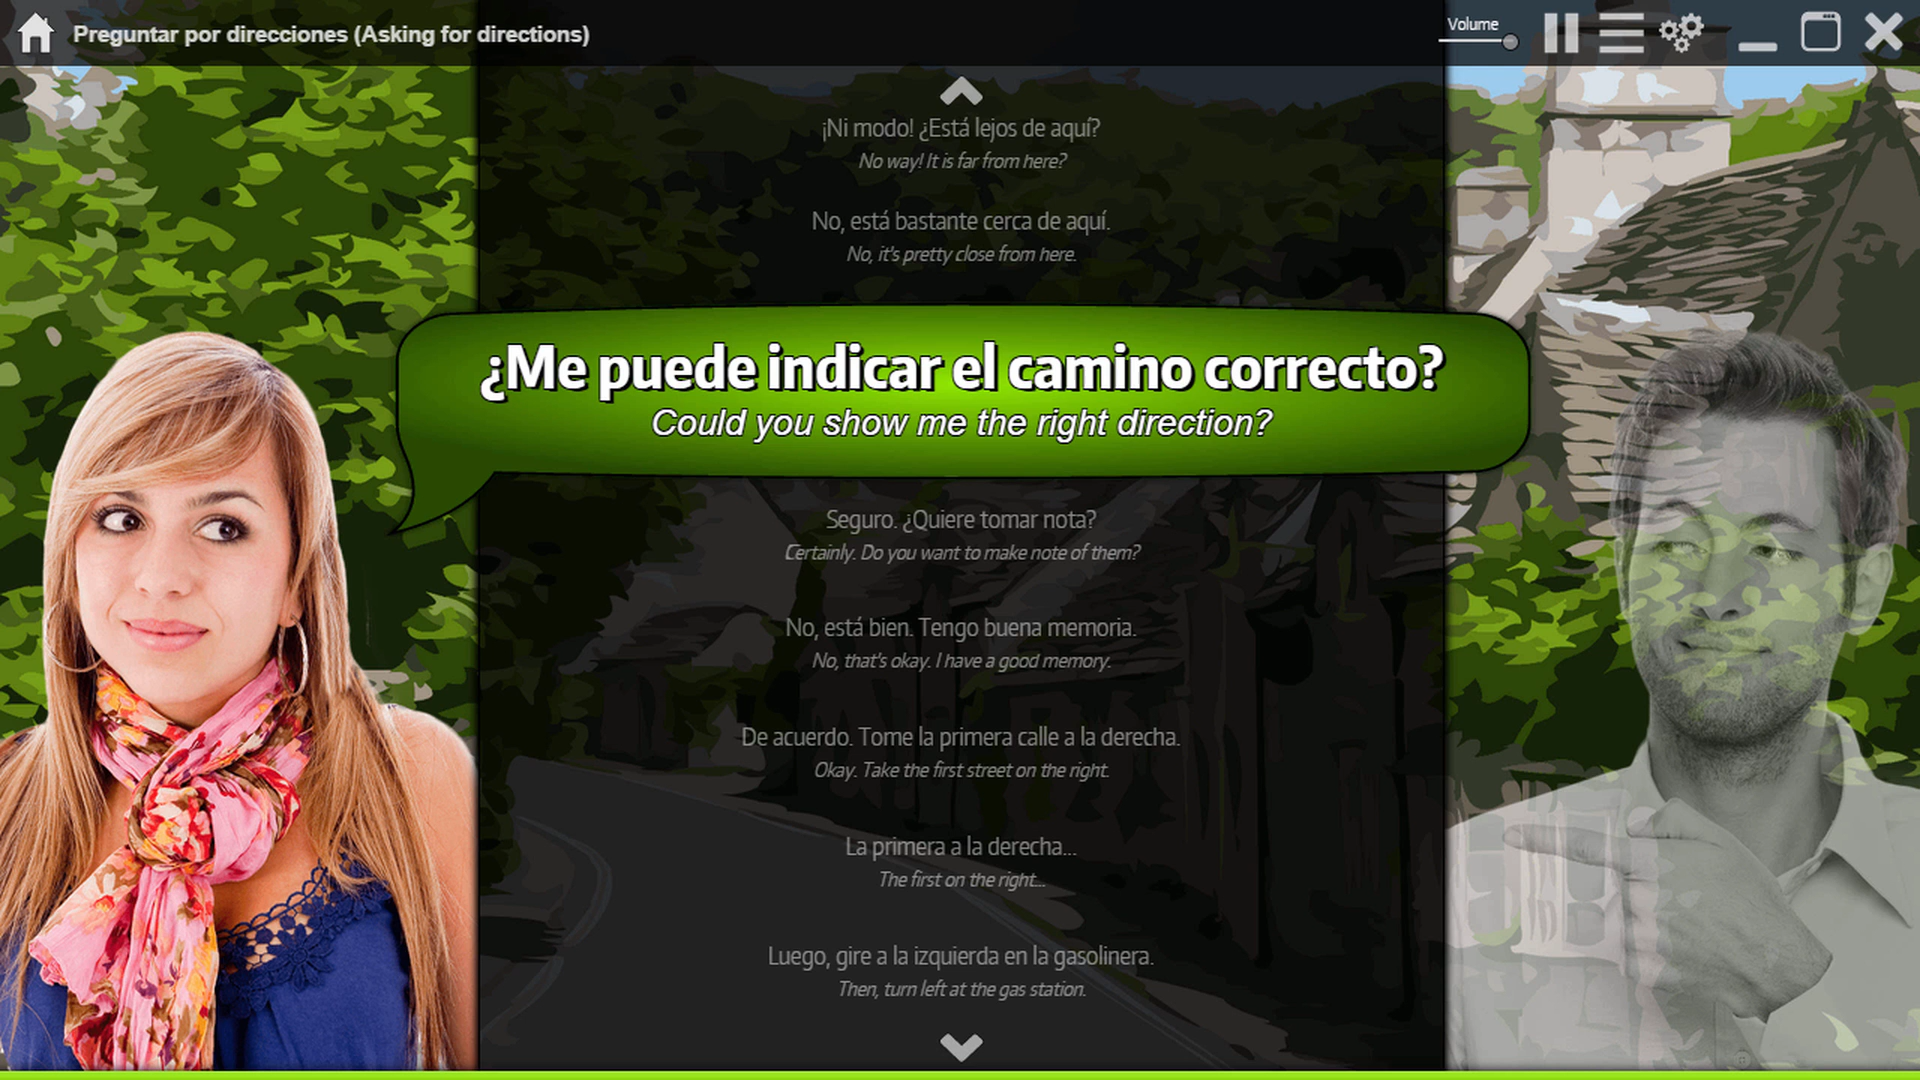 Preguntar por direcciones (Asking for directions)
Volume
¡Ni modo! ¿Está lejos de aquí?
No way! It is far from here?
No, está bastante cerca de aquí.
No, it's pretty close from here.
¿Me puede indicar el camino correcto?
Could you show me the right direction?
Seguro. ¿Quiere tomar nota?
Certainly. Do you want to make note of them?
No, está bien. Tengo buena memoria.
No, that's okay. I have a good memory.
De acuerdo. Tome la primera calle a la derecha.
Okay. Take the first street on the right.
La primera a la derecha...
The first on the right...
Luego, gire a la izquierda en la gasolinera.
Then, turn left at the gas station.